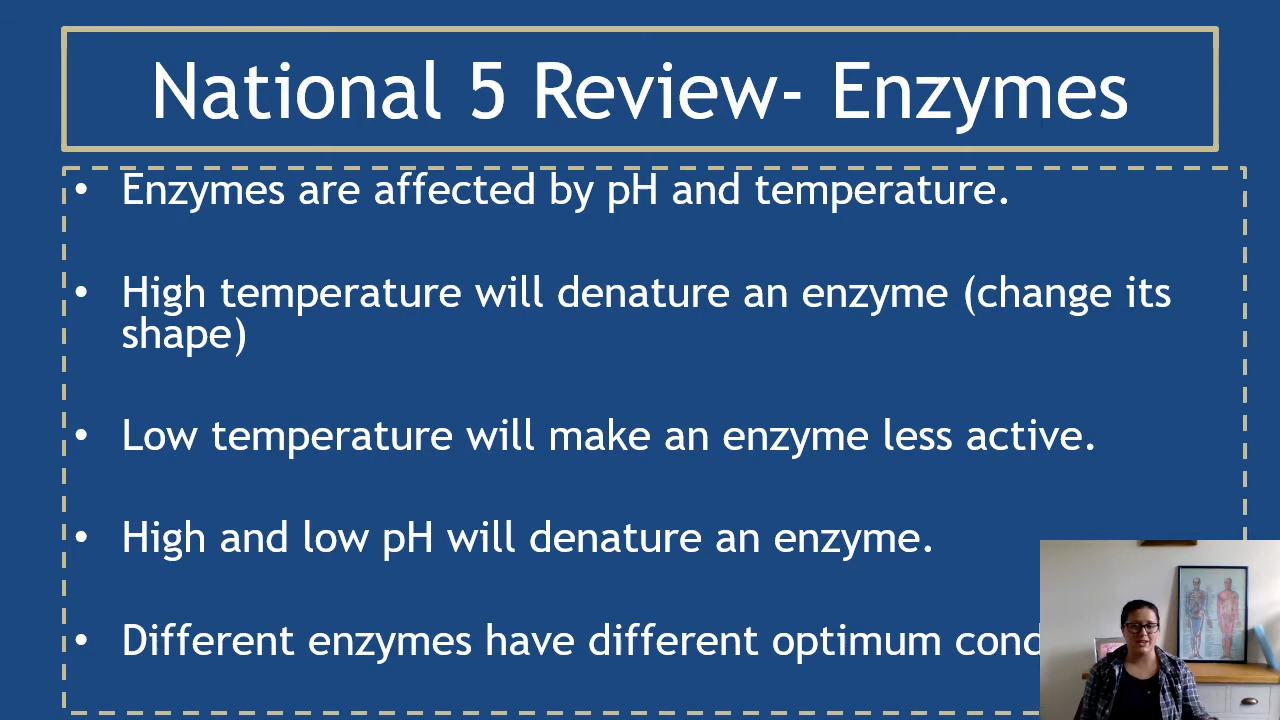 National 5 Review- Enzymes
• Enzymes are affected by pH and temperature.
• High temperature will denature an enzyme (change its
shape)
• Low temperature will make an enzyme less active.
• High and low pH will denature an enzyme.
• Different enzymes have different optimum